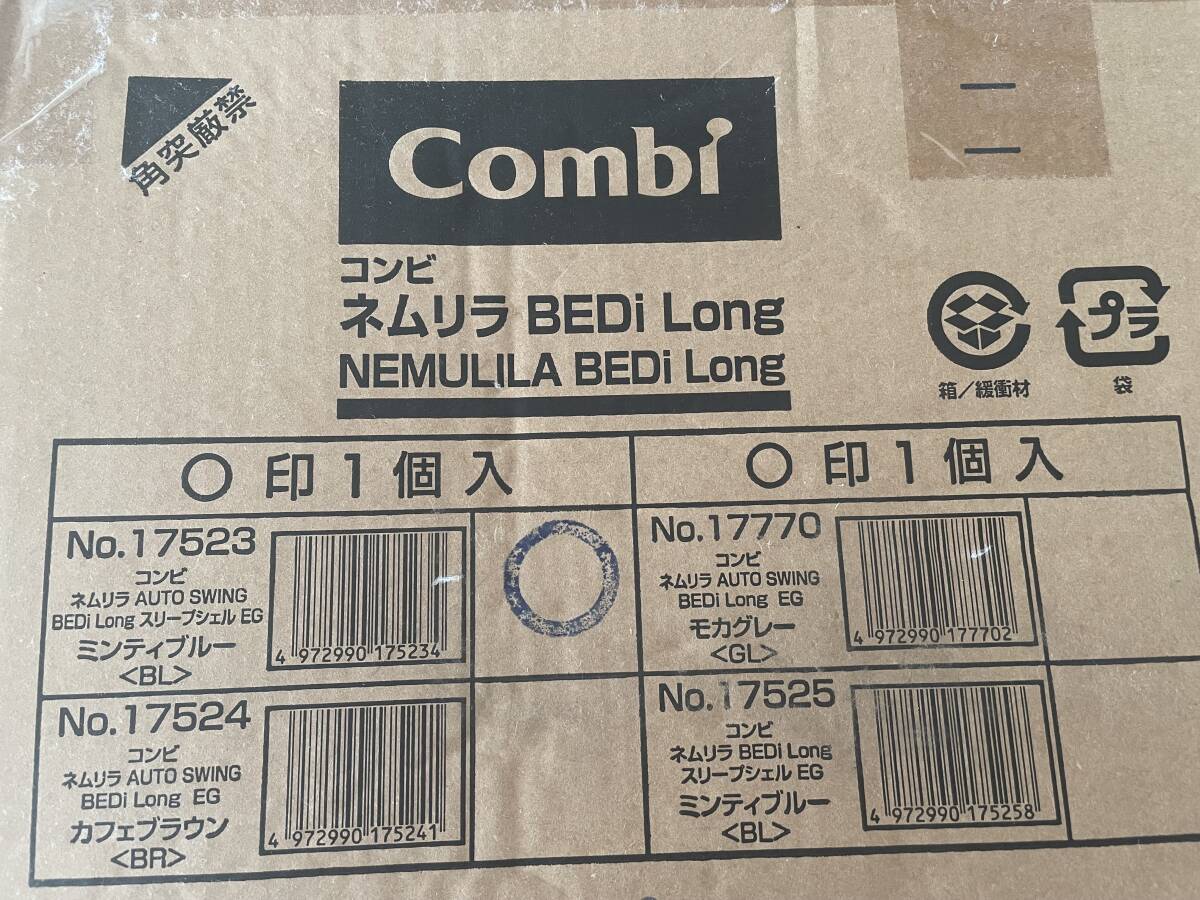 角突厳禁
Combi
コンビ
ネムリラ BEDi Long
NEMULILA BEDi Long
箱/緩衝材
プラ
袋
〇 印 1 個 入
〇 印 1 個 入
No.17523
コンビ
ネムリラ AUTO SWING
BEDi Long スリープシェル EG
ミンティブルー
<BL>
4 972990 175234
No.17770
コンビ
ネムリラ AUTO SWING
BEDi Long EG
モカグレー
<GL>
4 972990 177702
No.17524
コンビ
ネムリラ AUTO SWING
BEDi Long EG
カフェブラウン
<BR>
4 972990 175241
No.17525
コンビ
ネムリラ BEDi Long
スリープシェル EG
ミンティブルー
<BL>
4 972990 175258